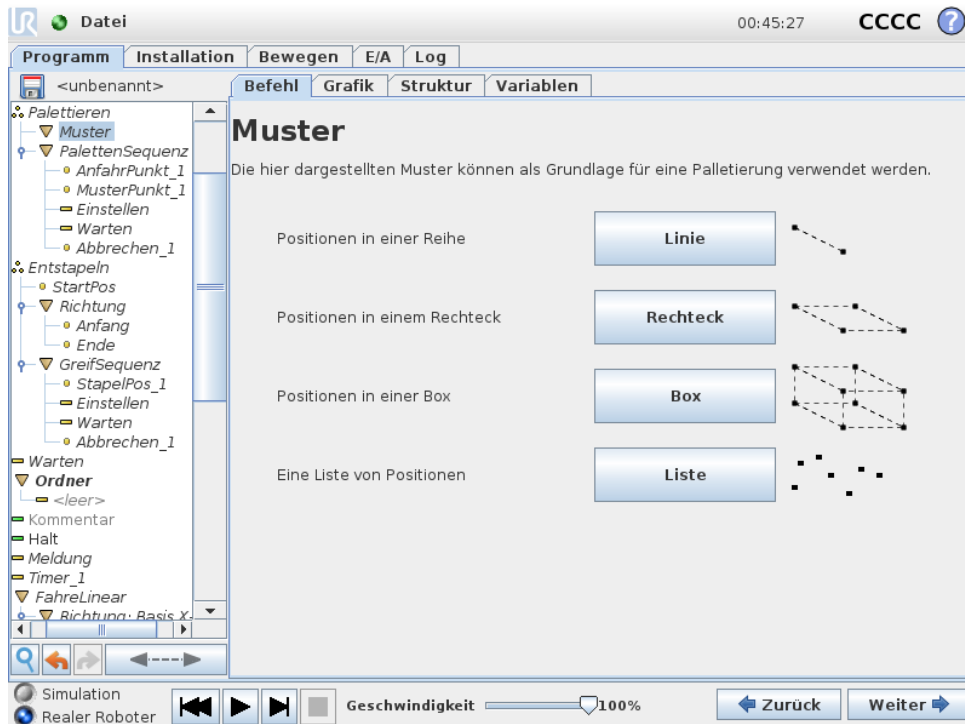 UR Datei 00:45:27 CCCC ?
Programm Installation Bewegen E/A Log
<unbenannt> Befehl Grafik Struktur Variablen
Palettieren
Muster
PalettenSequenz
AnfahrPunkt_1
MusterPunkt_1
Einstellen
Warten
Abbrechen_1
Entstapeln
StartPos
Richtung
Anfang
Ende
GreifSequenz
StapelPos_1
Einstellen
Warten
Abbrechen_1
Warten
Ordner
<leer>
Kommentar
Halt
Meldung
Timer_1
FahreLinear
Richtung: Basis X-
Muster
Die hier dargestellten Muster können als Grundlage für eine Palletierung verwendet werden.
Positionen in einer Reihe Linie
Positionen in einem Rechteck Rechteck
Positionen in einer Box Box
Eine Liste von Positionen Liste
Simulation
Realer Roboter
Geschwindigkeit 100% Zurück Weiter